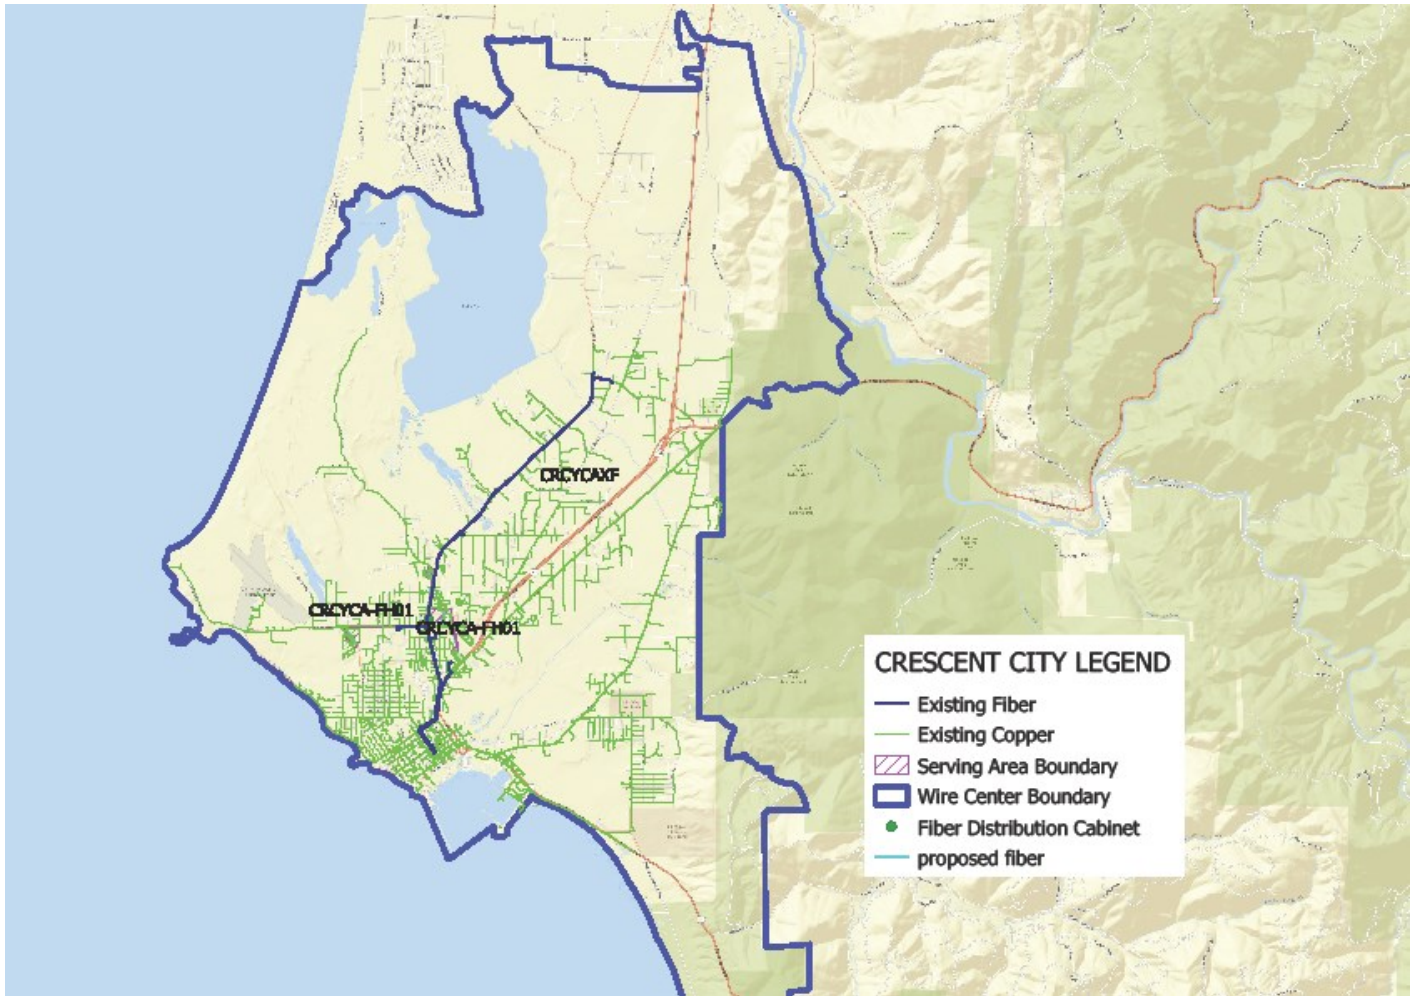 CRCYCAXF
CRCYCA-FH01
CRCYCA-FH01
CRESCENT CITY LEGEND
Existing Fiber
Existing Copper
Serving Area Boundary
Wire Center Boundary
Fiber Distribution Cabinet
proposed fiber